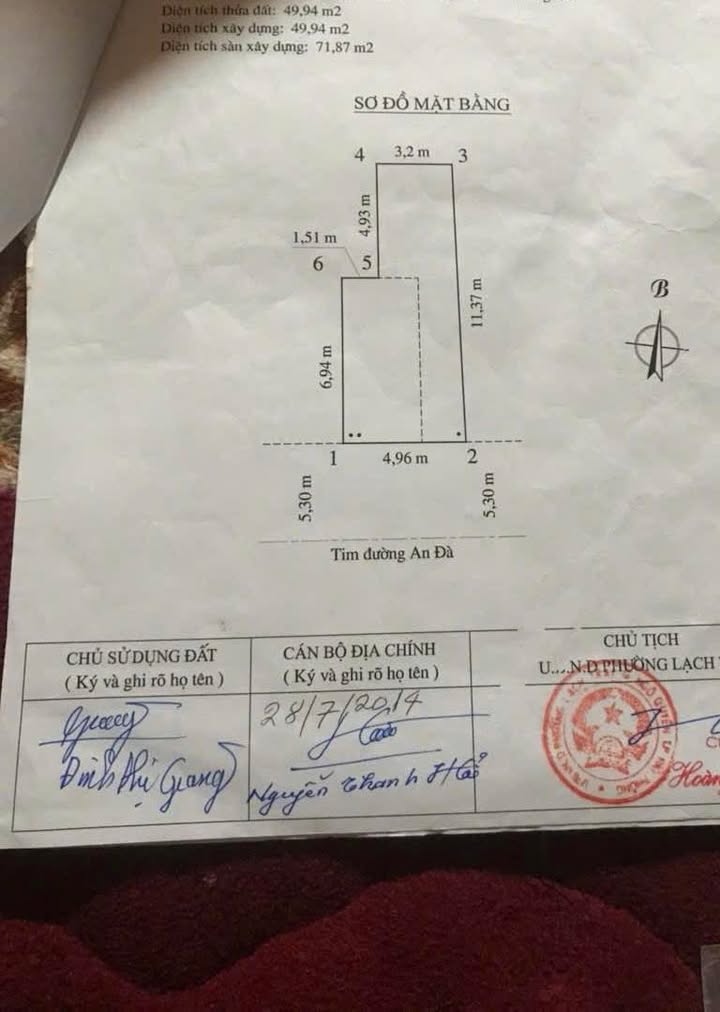 Diện tích thửa đất: 49,94 m2
Diện tích xây dựng: 49,94 m2
Diện tích sàn xây dựng: 71,87 m2
SƠ ĐỒ MẶT BẰNG
4 3,2 m 3
4,93 m
1,51 m
6 5
11,37 m
B
6,94 m
1 4,96 m 2
5,30 m 5,30 m
Tim đường An Đà
CHỦ SỬ DỤNG ĐẤT
( Ký và ghi rõ họ tên )
Giang
Đinh Thị Giang
CÁN BỘ ĐỊA CHÍNH
( Ký và ghi rõ họ tên )
28/7/2014
Nguyễn Thanh Hảo
CHỦ TỊCH
U....N.D PHƯỜNG LẠCH
Hoàn